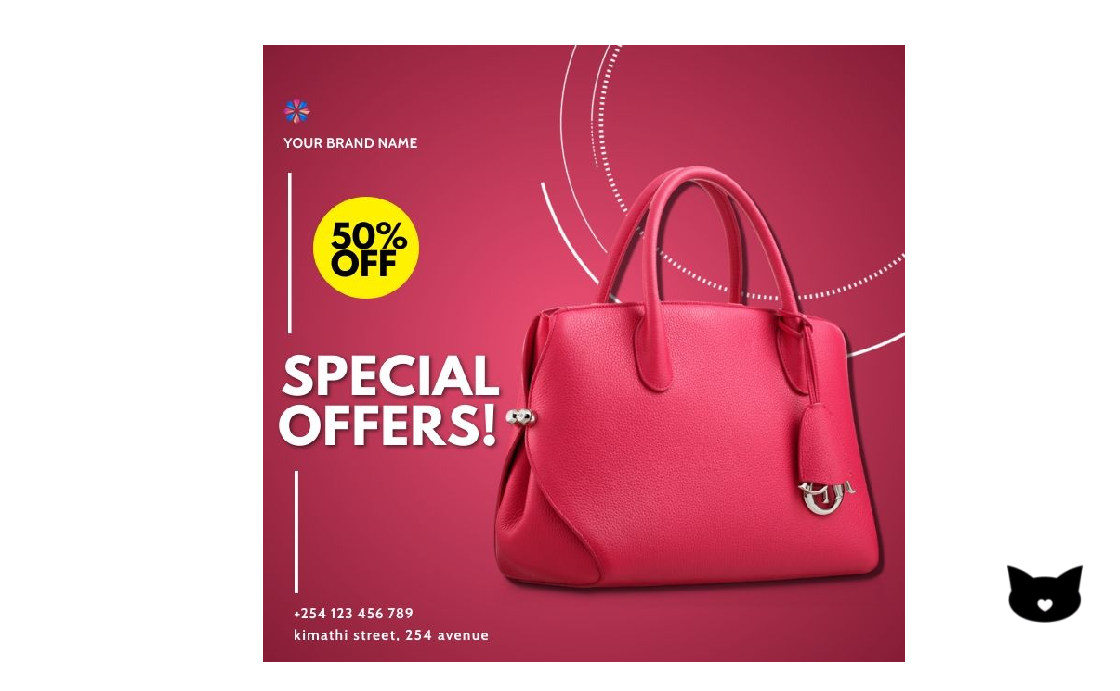 YOUR BRAND NAME
50%
OFF
SPECIAL
OFFERS!
+254 123 456 789
kimathi street, 254 avenue